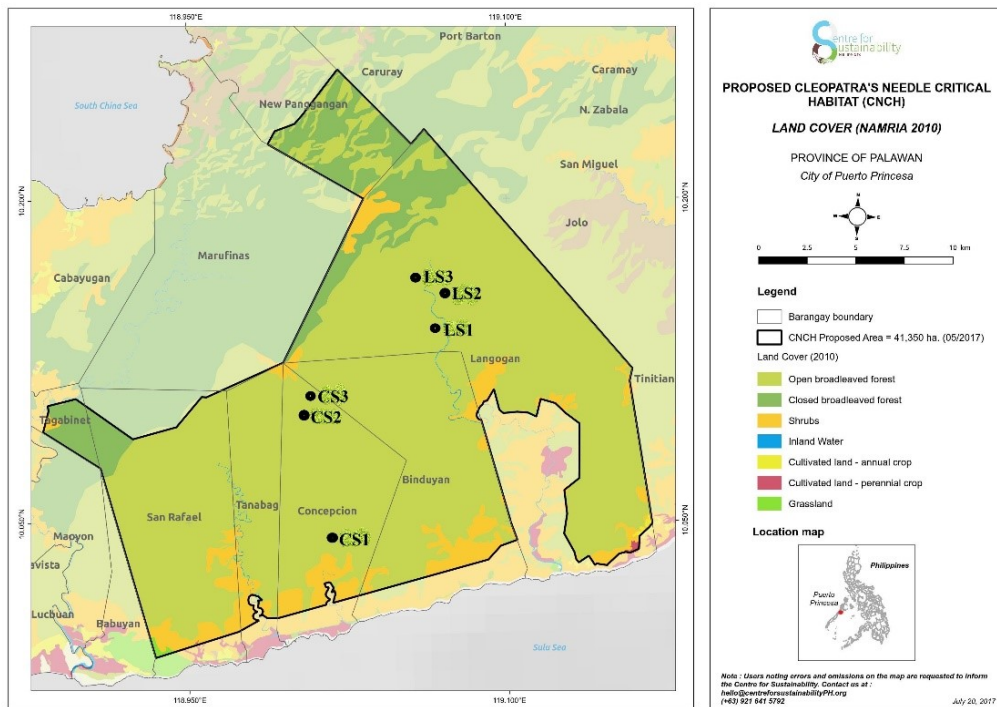 118.950°E
119.100°E
Port Barton
Caruray
Caramay
South China Sea
New Panggangan
N. Zabala
San Miguel
10.200°N
10.200°N
Jolo
Marufinas
Cabayugan
LS3
LS2
LS1
Langogan
Tinitian
CS3
CS2
Tagabinet
Binduyan
San Rafael
Tanabag
Concepcion
10.050°N
10.050°N
CS1
Maoyon
avista
Lucbuan
Babuyan
Sulu Sea
118.950°E
119.100°E
Centre for
Sustainability
PROPOSED CLEOPATRA'S NEEDLE CRITICAL
HABITAT (CNCH)
LAND COVER (NAMRIA 2010)
PROVINCE OF PALAWAN
City of Puerto Princesa
N
W E
S
0 2.5 5 7.5 10 km
Legend
Barangay boundary
CNCH Proposed Area = 41,350 ha. (05/2017)
Land Cover (2010)
Open broadleaved forest
Closed broadleaved forest
Shrubs
Inland Water
Cultivated land - annual crop
Cultivated land - perennial crop
Grassland
Location map
Philippines
Puerto
Princesa
Note : Users noting errors and omissions on the map are requested to inform
the Centre for Sustainability. Contact us at :
hello@centreforsustainabilityPH.org
(+63) 921 641 5792
July 20, 2017